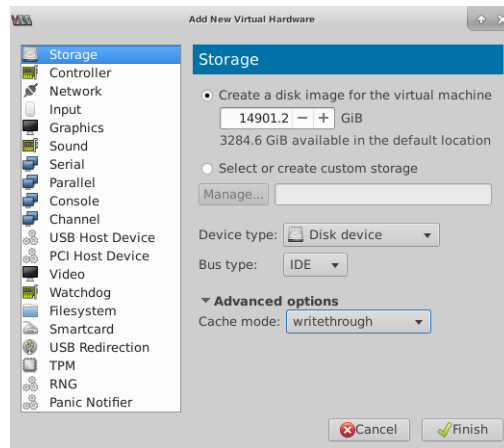 Add New Virtual Hardware
Storage
Controller
Network
Input
Graphics
Sound
Serial
Parallel
Console
Channel
USB Host Device
PCI Host Device
Video
Watchdog
Filesystem
Smartcard
USB Redirection
TPM
RNG
Panic Notifier
Storage
Create a disk image for the virtual machine
14901.2 − + GiB
3284.6 GiB available in the default location
Select or create custom storage
Manage...
Device type: Disk device
Bus type: IDE
Advanced options
Cache mode: writethrough
Cancel Finish